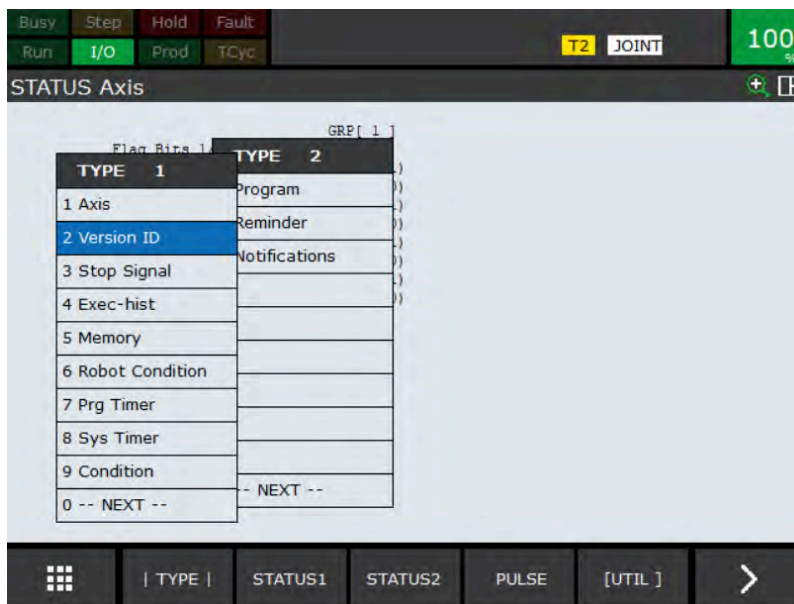 Busy Step Hold Fault
Run I/O Prod TCyc
T2 JOINT
100
%
STATUS Axis
GRP[ 1 ]
Flag Bits 1
TYPE 1
1 Axis
2 Version ID
3 Stop Signal
4 Exec-hist
5 Memory
6 Robot Condition
7 Prg Timer
8 Sys Timer
9 Condition
0 -- NEXT --
TYPE 2
Program
Reminder
Notifications
-- NEXT --
| TYPE | STATUS1 STATUS2 PULSE [UTIL ] >